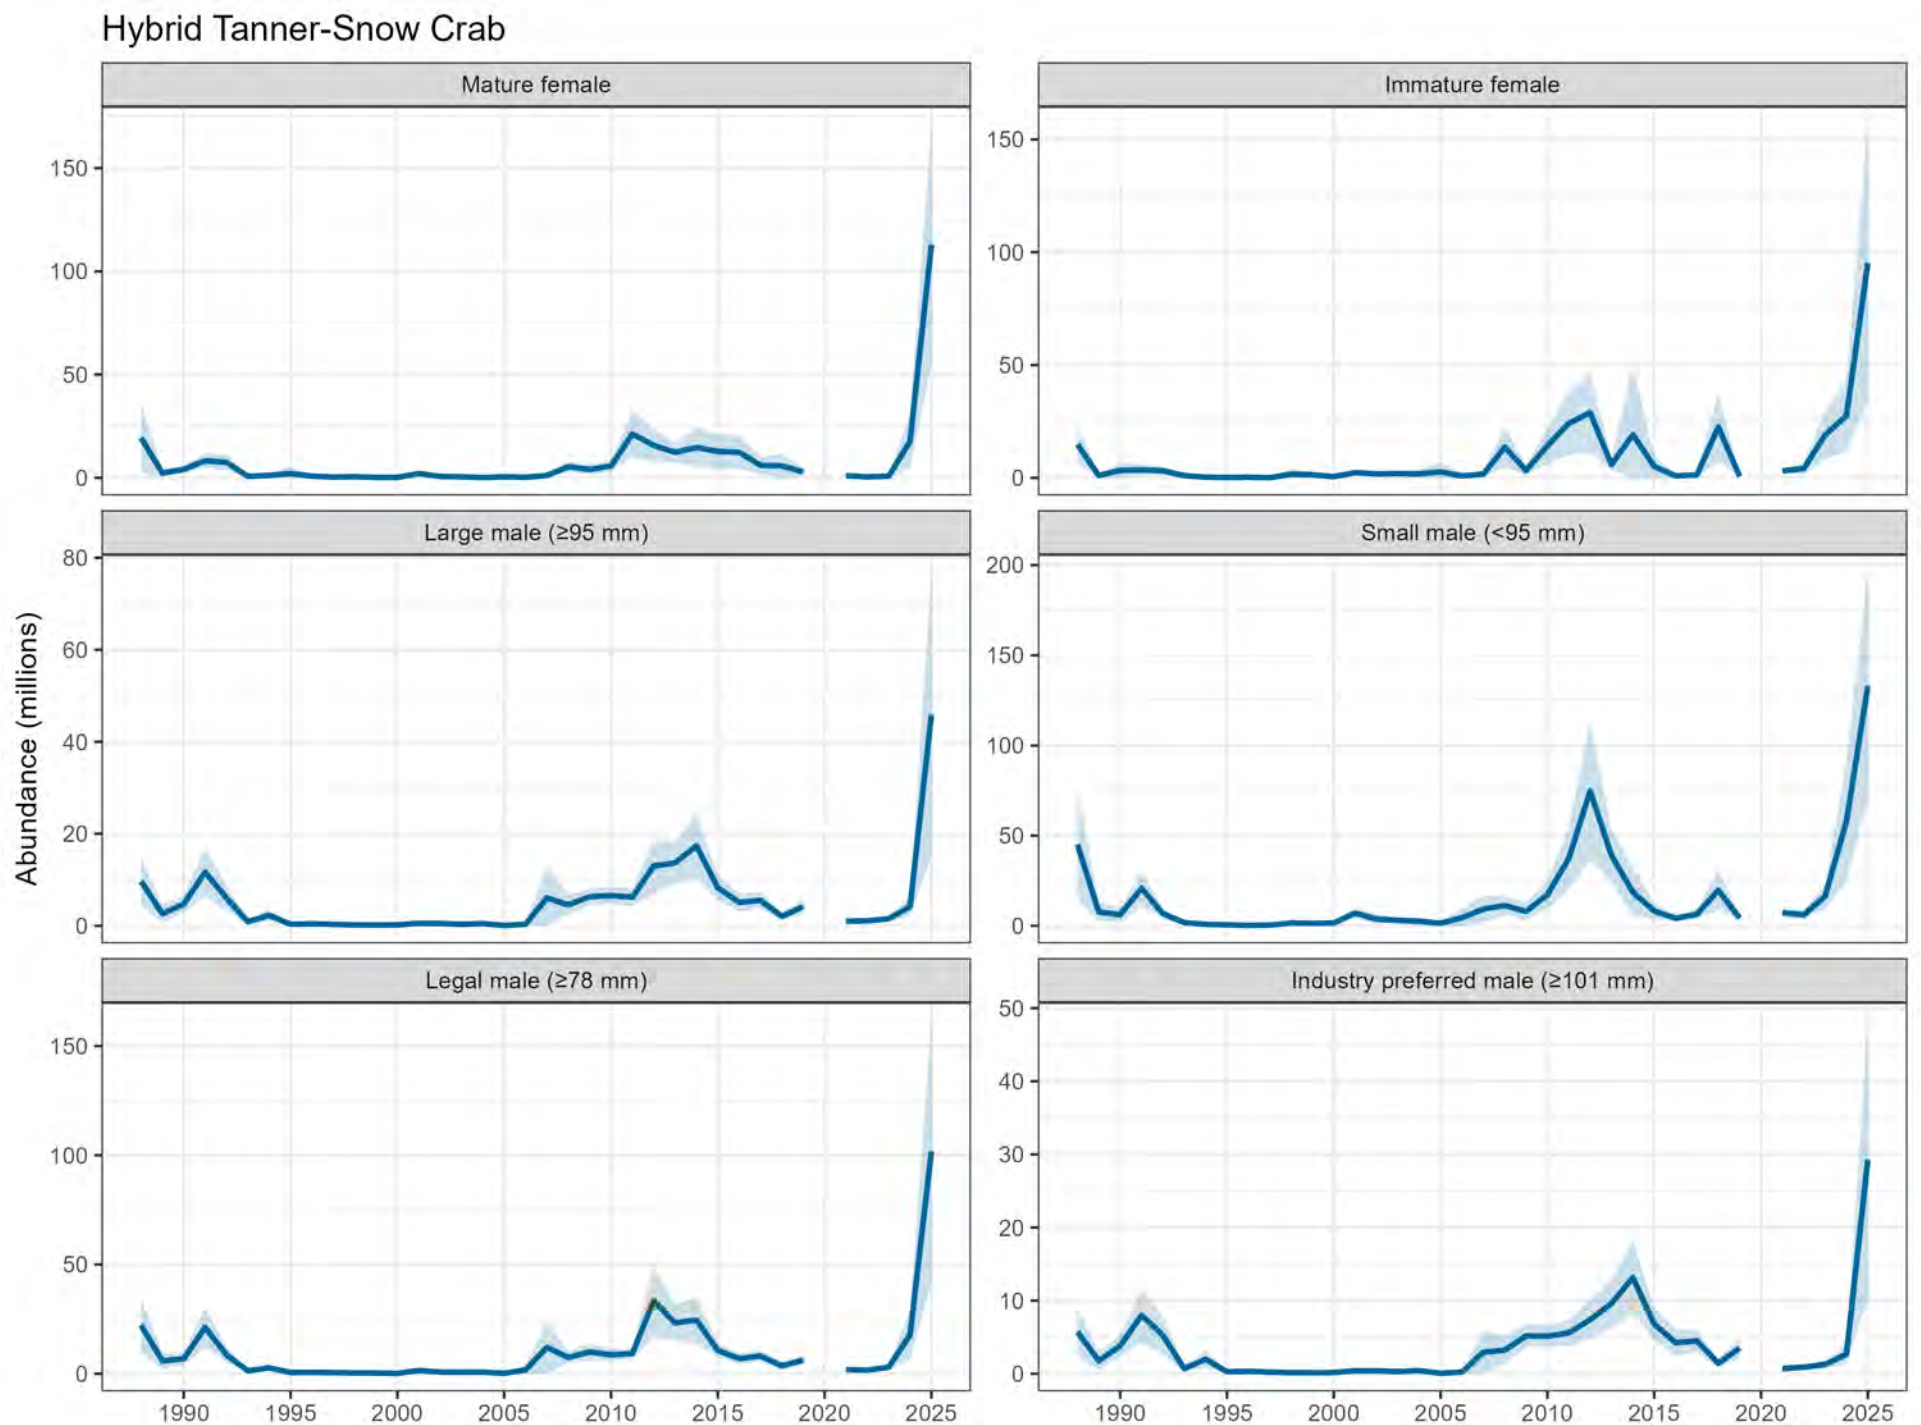 Hybrid Tanner-Snow Crab
Mature female
Immature female
150
100
50
0
150
100
50
0
Large male (≥95 mm)
Small male (<95 mm)
80
60
40
20
0
200
150
100
50
0
Abundance (millions)
Legal male (≥78 mm)
Industry preferred male (≥101 mm)
150
100
50
0
50
40
30
20
10
0
1990 1995 2000 2005 2010 2015 2020 2025
1990 1995 2000 2005 2010 2015 2020 2025